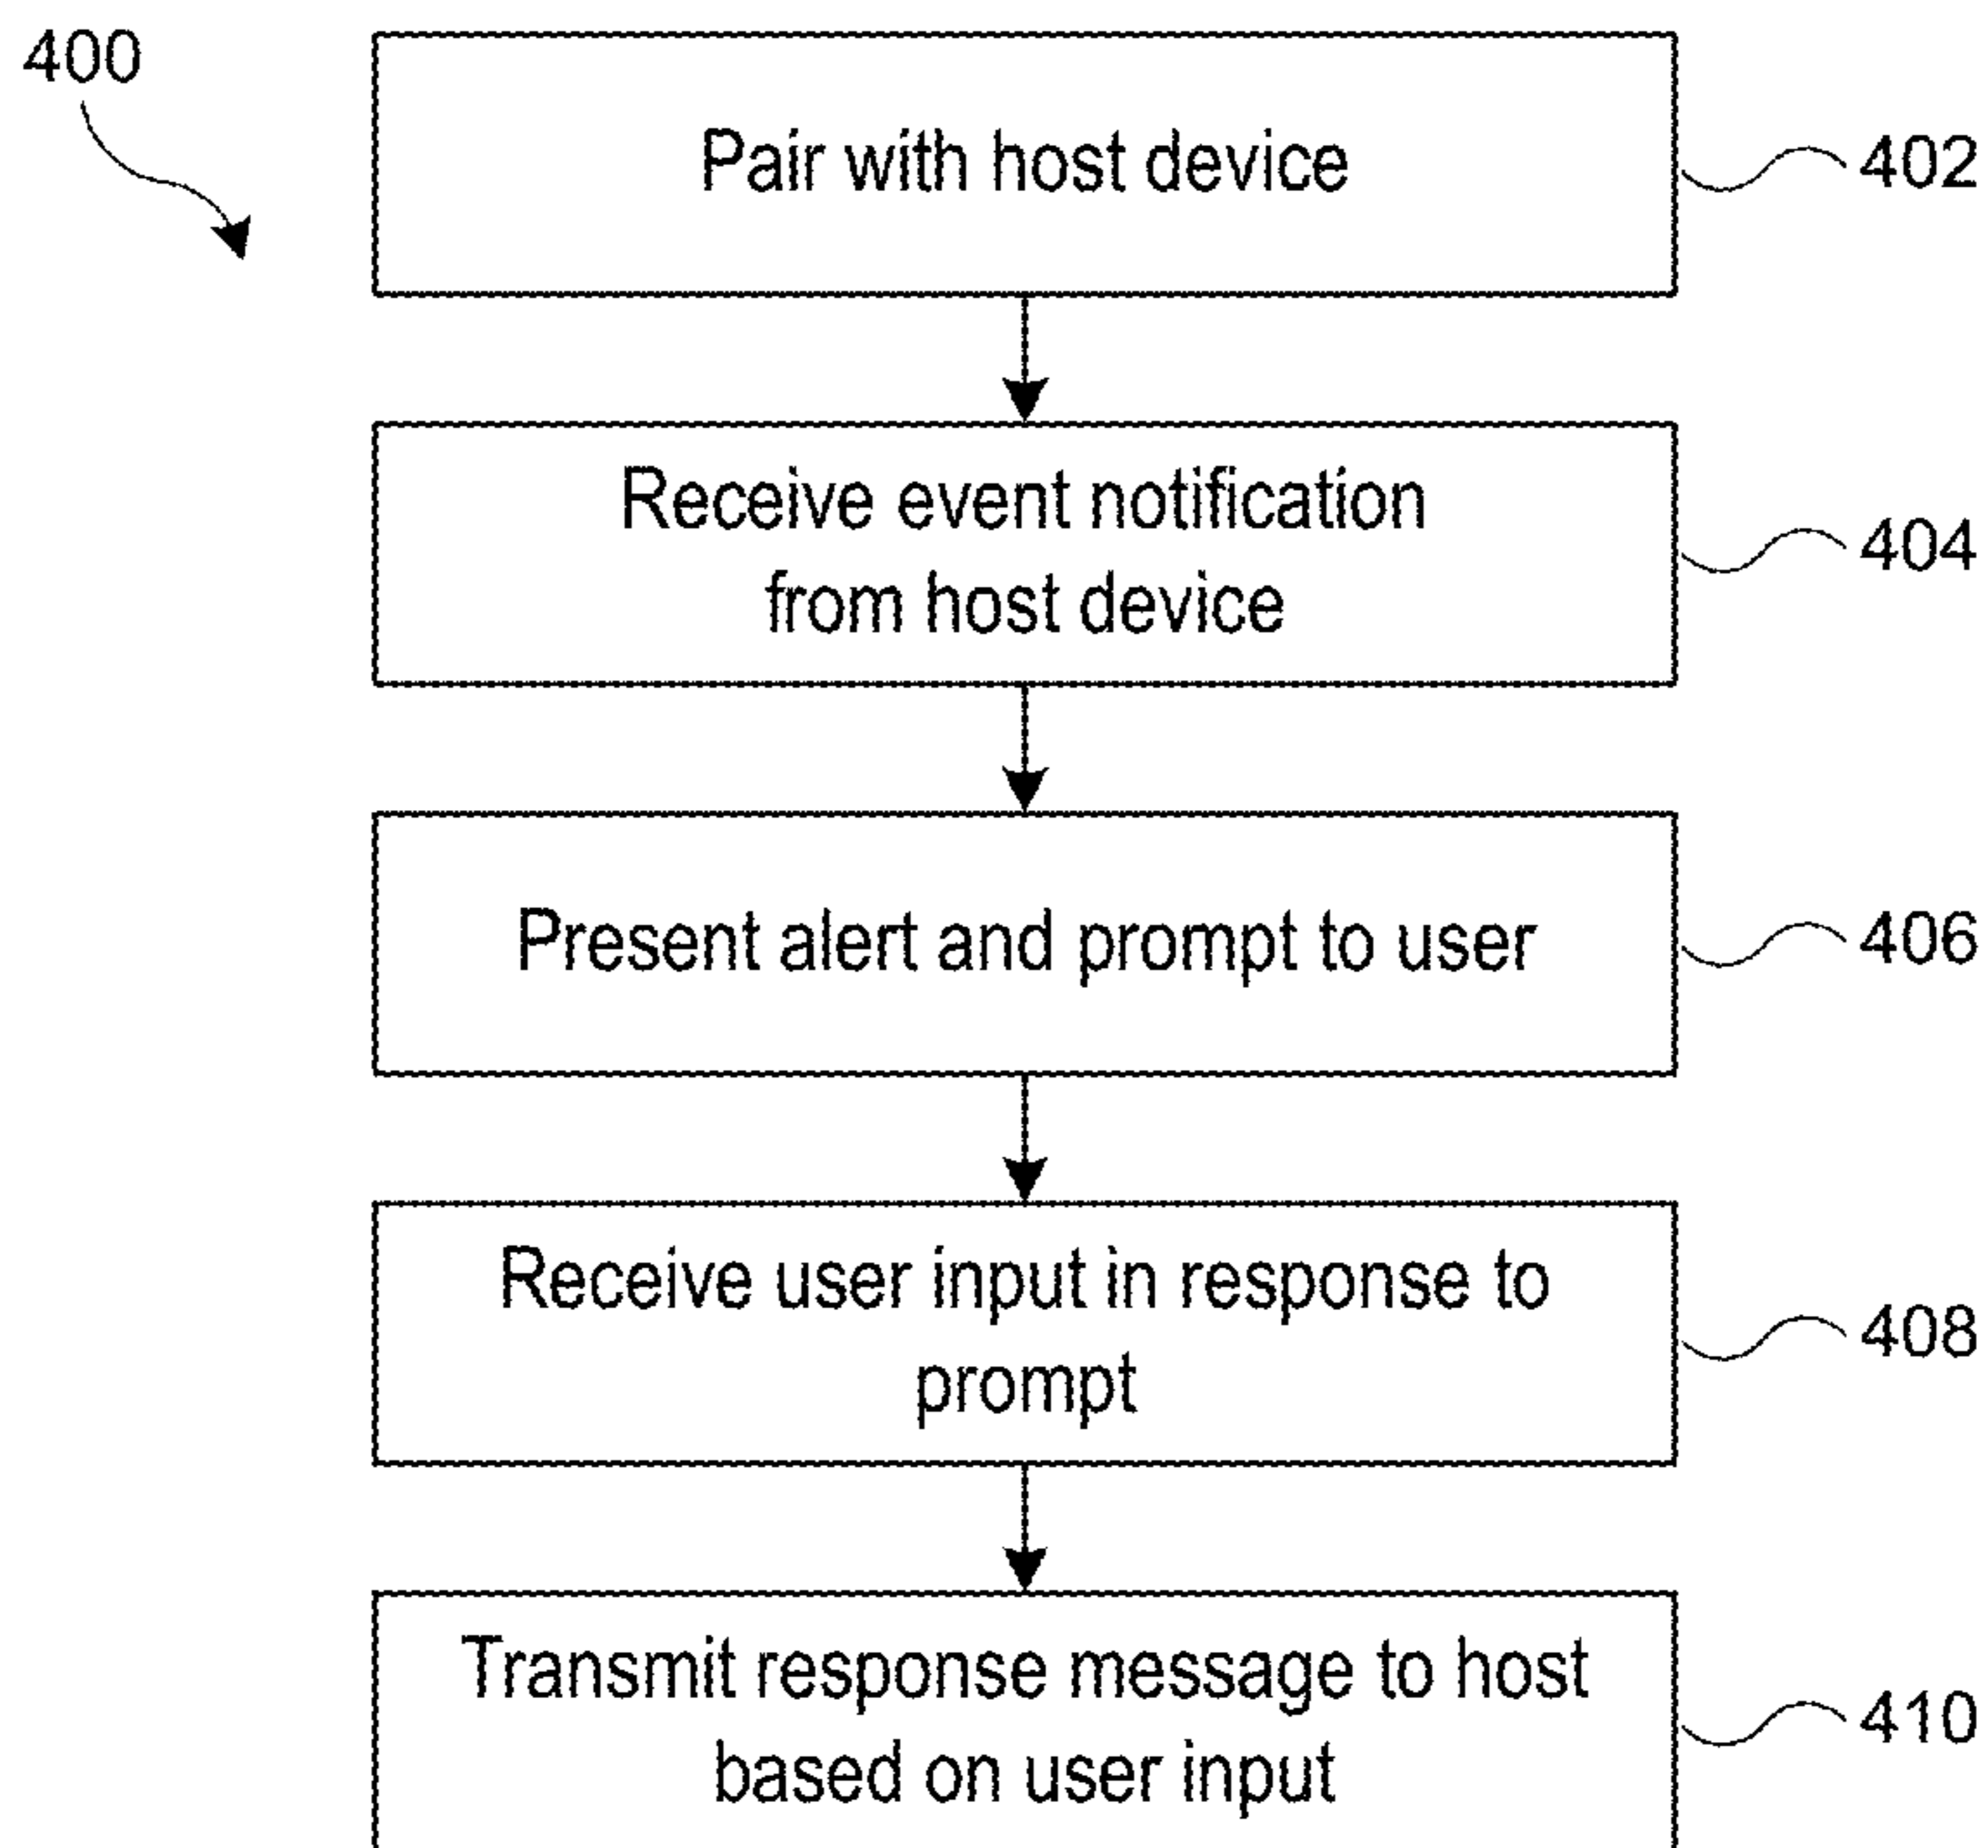 400
Pair with host device
402
Receive event notification
from host device
404
Present alert and prompt to user
406
Receive user input in response to
prompt
408
Transmit response message to host
based on user input
410